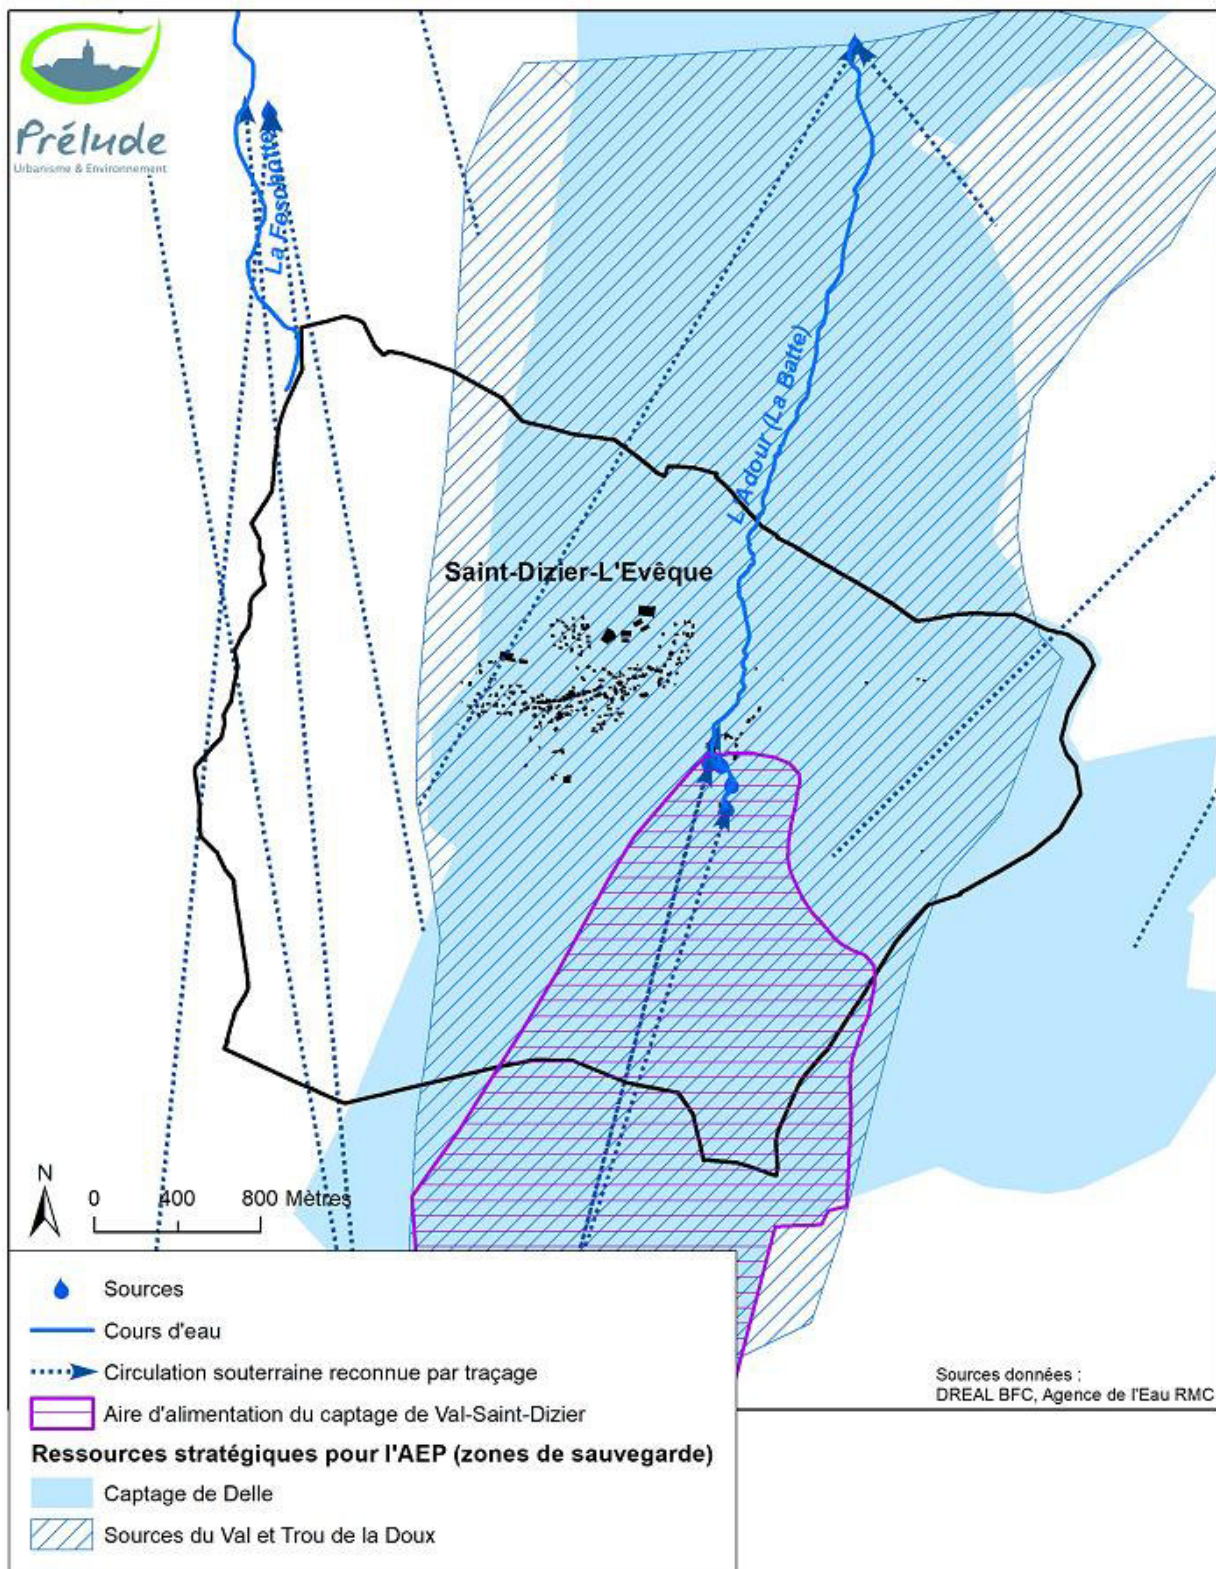 Prélude
Urbanisme & Environnement
La Feschotte
L'Adour (La Batte)
Saint-Dizier-L'Evêque
N
0 400 800 Mètres
Sources
Cours d'eau
Circulation souterraine reconnue par traçage
Aire d'alimentation du captage de Val-Saint-Dizier
Ressources stratégiques pour l'AEP (zones de sauvegarde)
Captage de Delle
Sources du Val et Trou de la Doux
Sources données :
DREAL BFC, Agence de l'Eau RMC